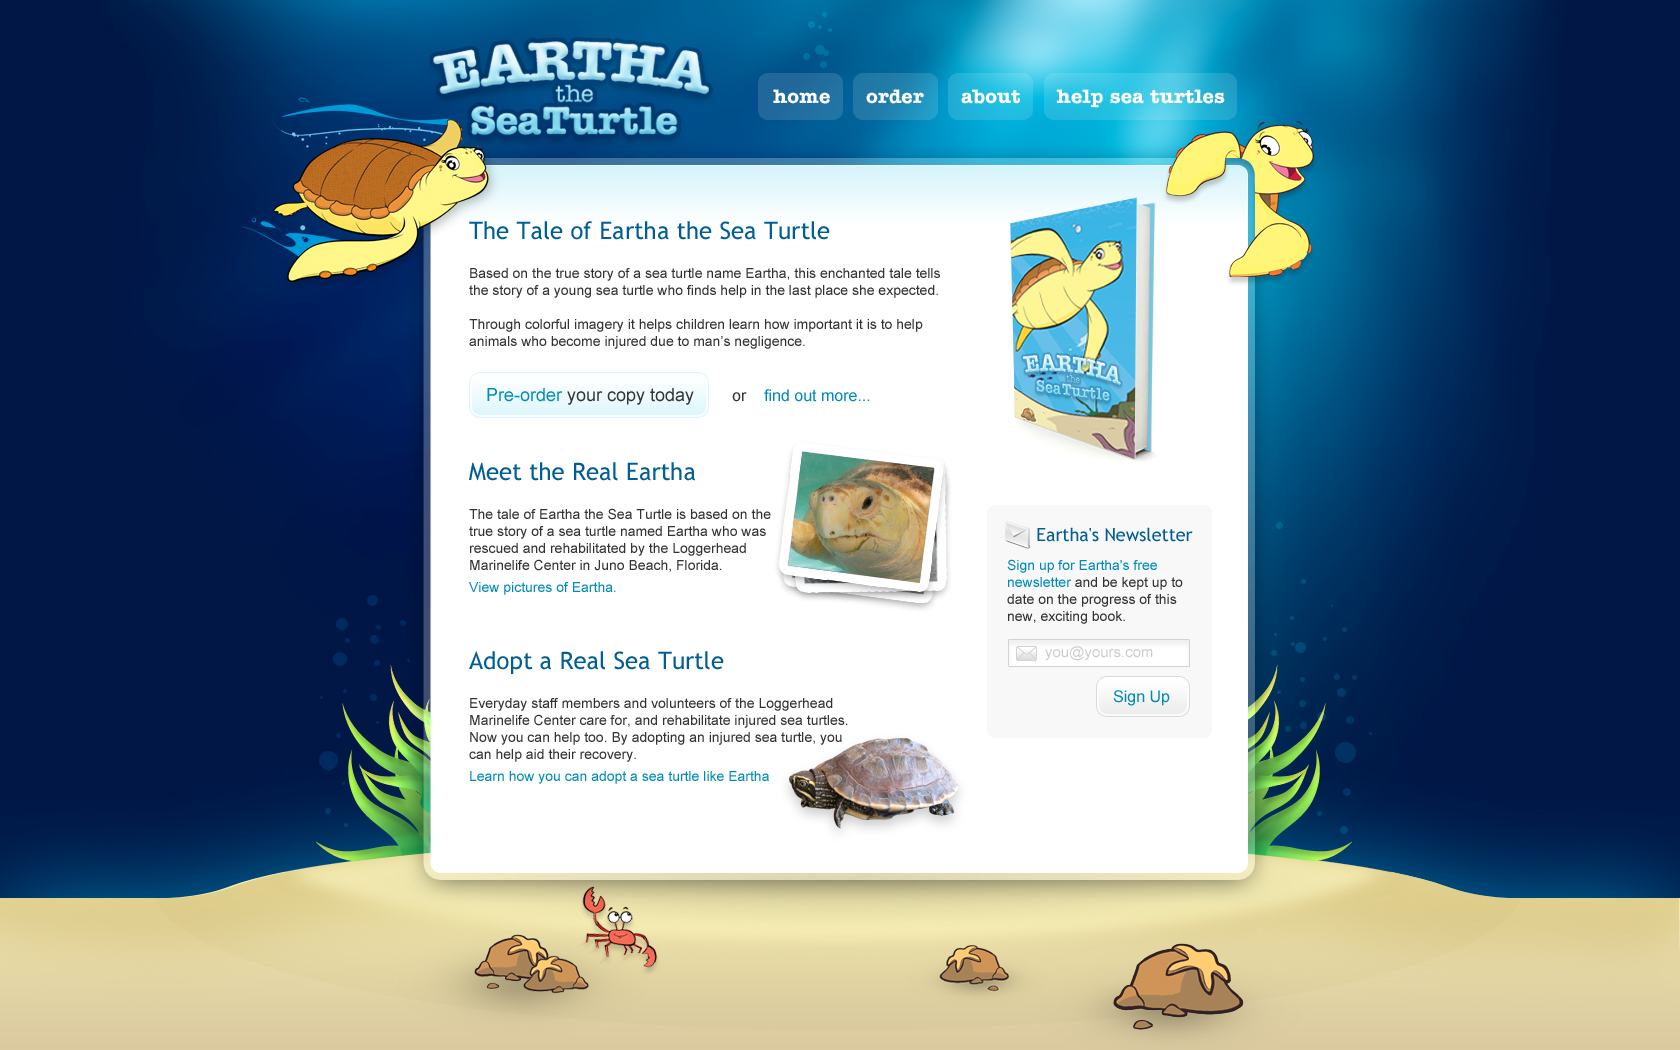 EARTHA
the
Sea Turtle
home order about help sea turtles
The Tale of Eartha the Sea Turtle
Based on the true story of a sea turtle name Eartha, this enchanted tale tells
the story of a young sea turtle who finds help in the last place she expected.
Through colorful imagery it helps children learn how important it is to help
animals who become injured due to man's negligence.
Pre-order your copy today or find out more...
EARTHA
the
Sea Turtle
Meet the Real Eartha
The tale of Eartha the Sea Turtle is based on the
true story of a sea turtle named Eartha who was
rescued and rehabilitated by the Loggerhead
Marinelife Center in Juno Beach, Florida.
View pictures of Eartha.
Adopt a Real Sea Turtle
Everyday staff members and volunteers of the Loggerhead
Marinelife Center care for, and rehabilitate injured sea turtles.
Now you can help too. By adopting an injured sea turtle, you
can help aid their recovery.
Learn how you can adopt a sea turtle like Eartha
Eartha's Newsletter
Sign up for Eartha's free
newsletter and be kept up to
date on the progress of this
new, exciting book.
you@yours.com
Sign Up